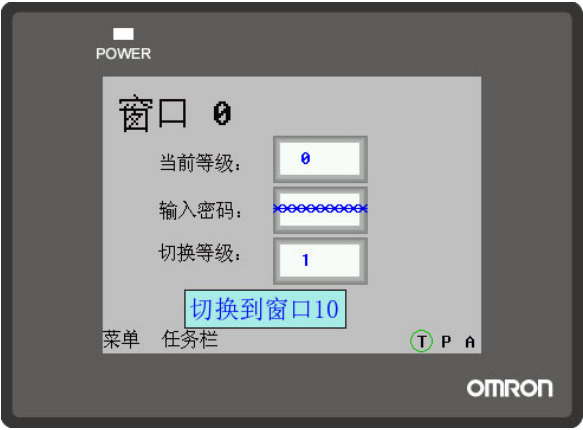 POWER
窗口 0
当前等级: 0
输入密码:
切换等级: 1
切换到窗口10
菜单 任务栏 T P A
OMRON